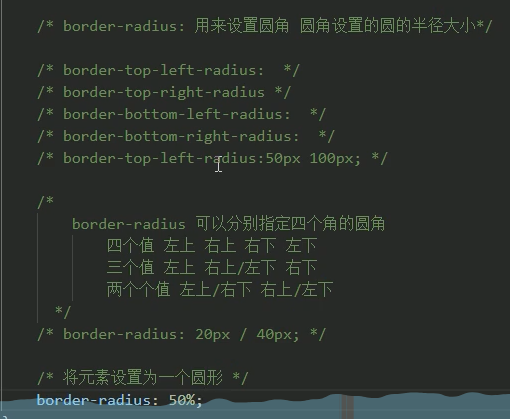 /* border-radius: 用来设置圆角 圆角设置的圆的半径大小*/
/* border-top-left-radius:  */
/* border-top-right-radius */
/* border-bottom-left-radius:  */
/* border-bottom-right-radius:  */
/* border-top-left-radius:50px 100px; */
/*
border-radius 可以分别指定四个角的圆角
四个值 左上 右上 右下 左下
三个值 左上 右上/左下 右下
两个个值 左上/右下 右上/左下
*/
/* border-radius: 20px / 40px; */
/* 将元素设置为一个圆形 */
border-radius: 50%;